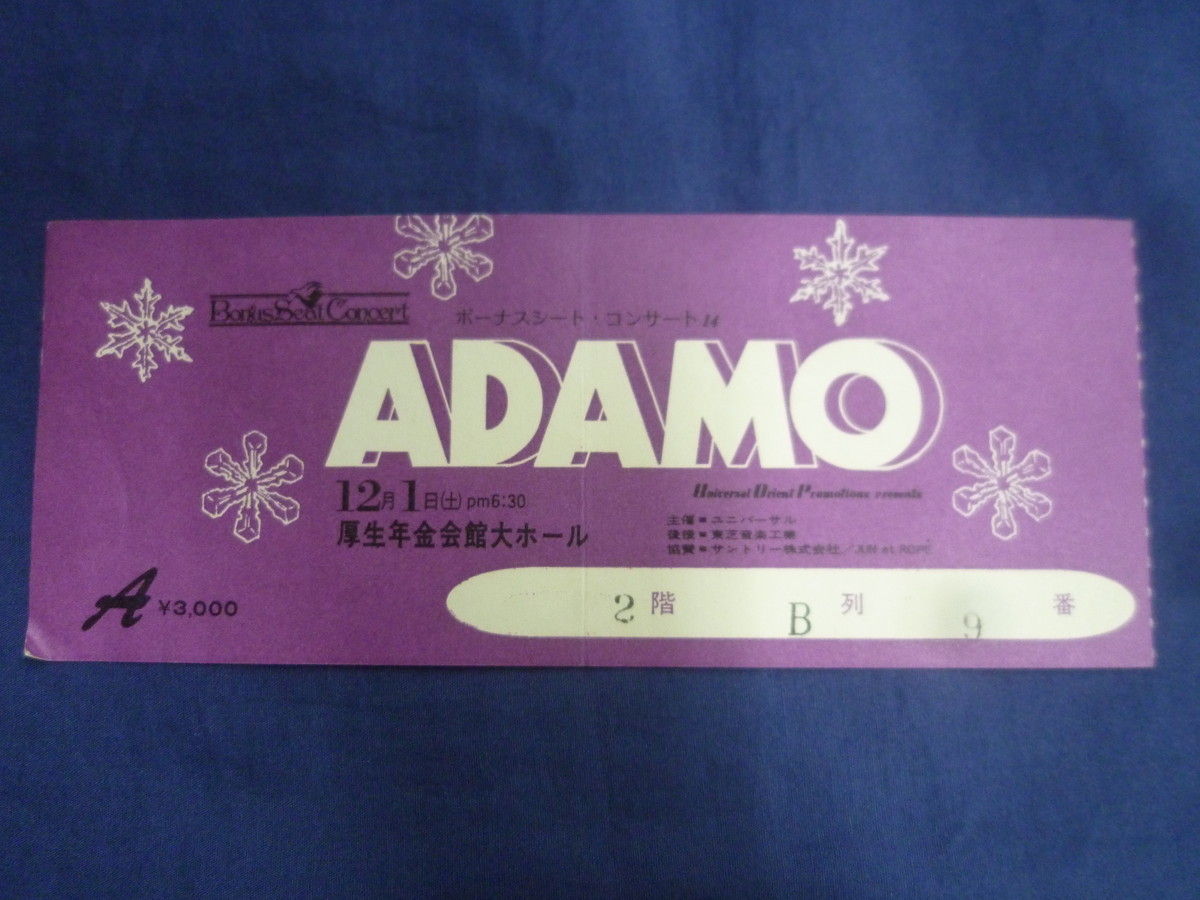 Bonus Seat Concert
ボーナスシート・コンサート14
ADAMO
12月1日(土)pm6:30
厚生年金会館大ホール
Universal Orient Promotions presents
主催■ユニバーサル
後援■東芝音楽工業
協賛■サントリー株式会社/JUN et ROPÉ
A ¥3,000
2階 B列 9番